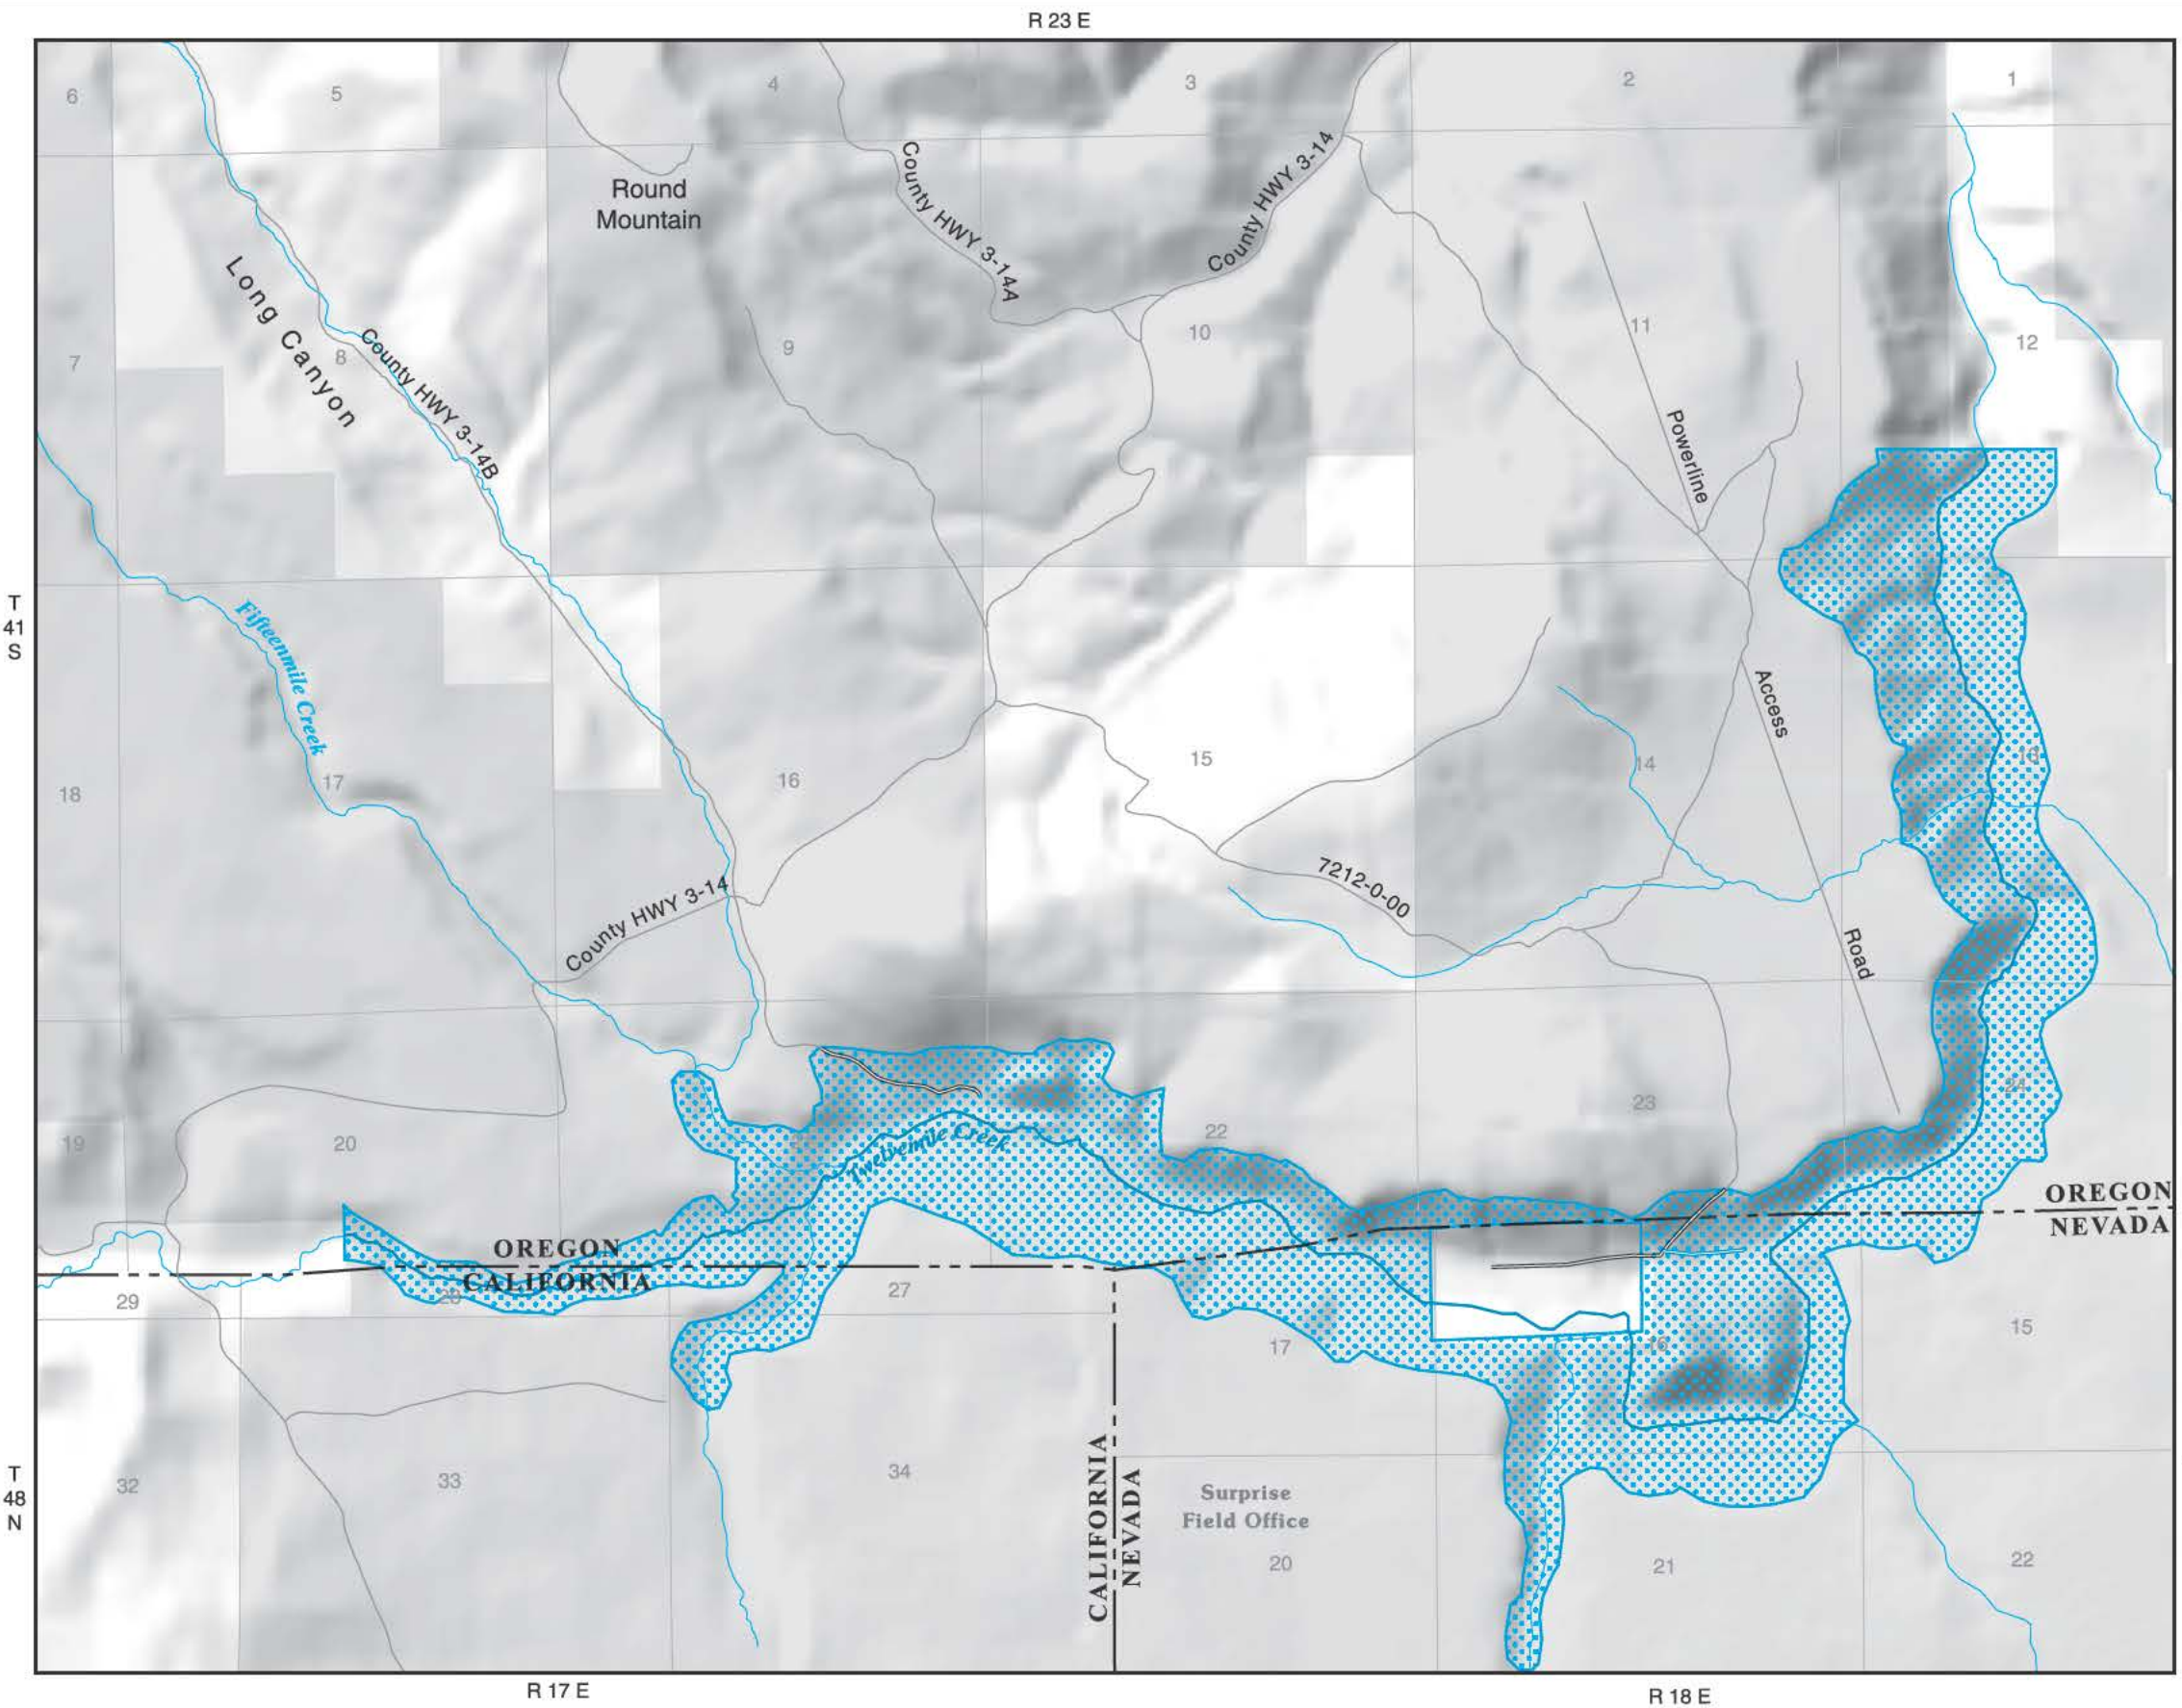 R 23 E
6
5
4
3
2
1
Round
Mountain
County HWY 3-14A
County HWY 3-14
Long Canyon
County HWY 3-14B
7
8
9
10
11
12
Powerline
T
41
S
Fifteenmile Creek
18
17
16
15
14
13
Access
7212-0-00
County HWY 3-14
Road
19
20
22
23
24
Twelvemile Creek
OREGON
NEVADA
OREGON
CALIFORNIA
29
28
27
17
16
15
T
48
N
32
33
34
CALIFORNIA
NEVADA
Surprise
Field Office
20
21
22
R 17 E
R 18 E